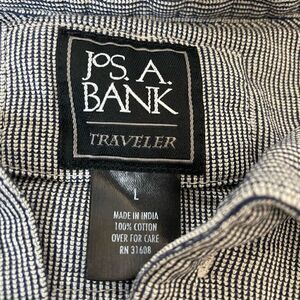 JOS. A.
BANK
TRAVELER
L
MADE IN INDIA
100% COTTON
OVER FOR CARE
RN 31608